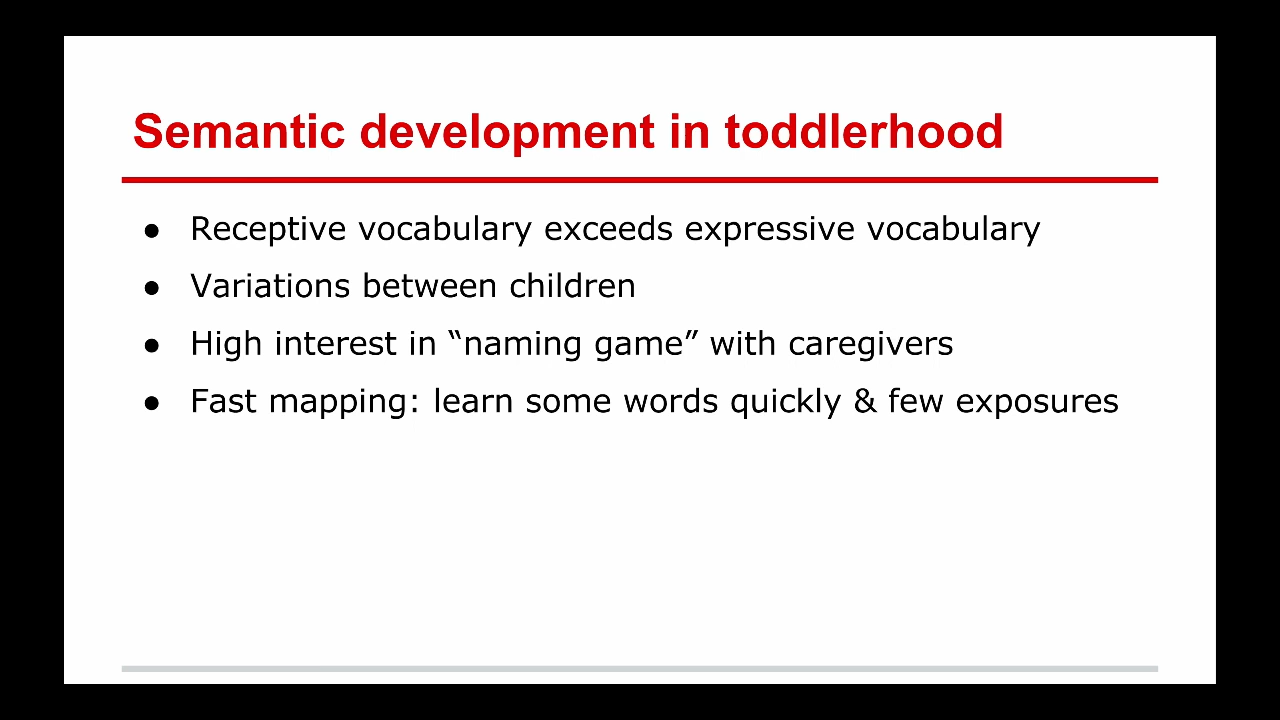 Semantic development in toddlerhood
● Receptive vocabulary exceeds expressive vocabulary
● Variations between children
● High interest in “naming game” with caregivers
● Fast mapping: learn some words quickly & few exposures